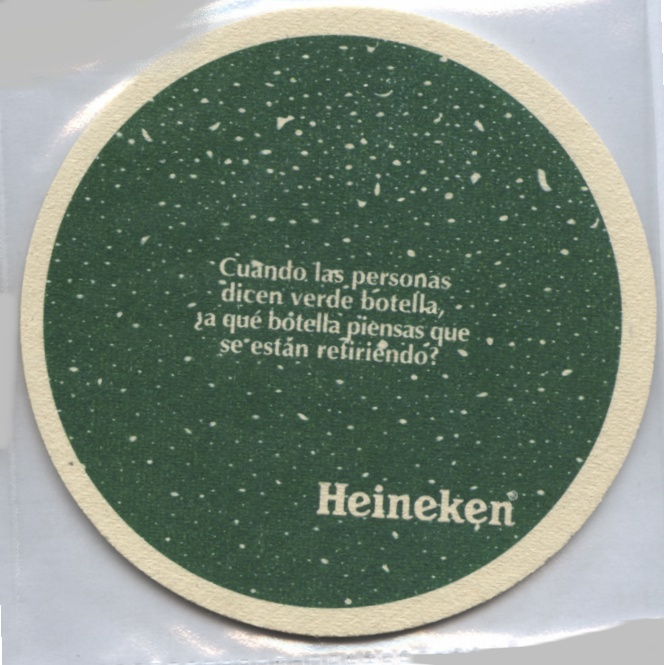 Cuando las personas
dicen verde botella,
¿a qué botella piensas que
se están refiriendo?
Heineken®